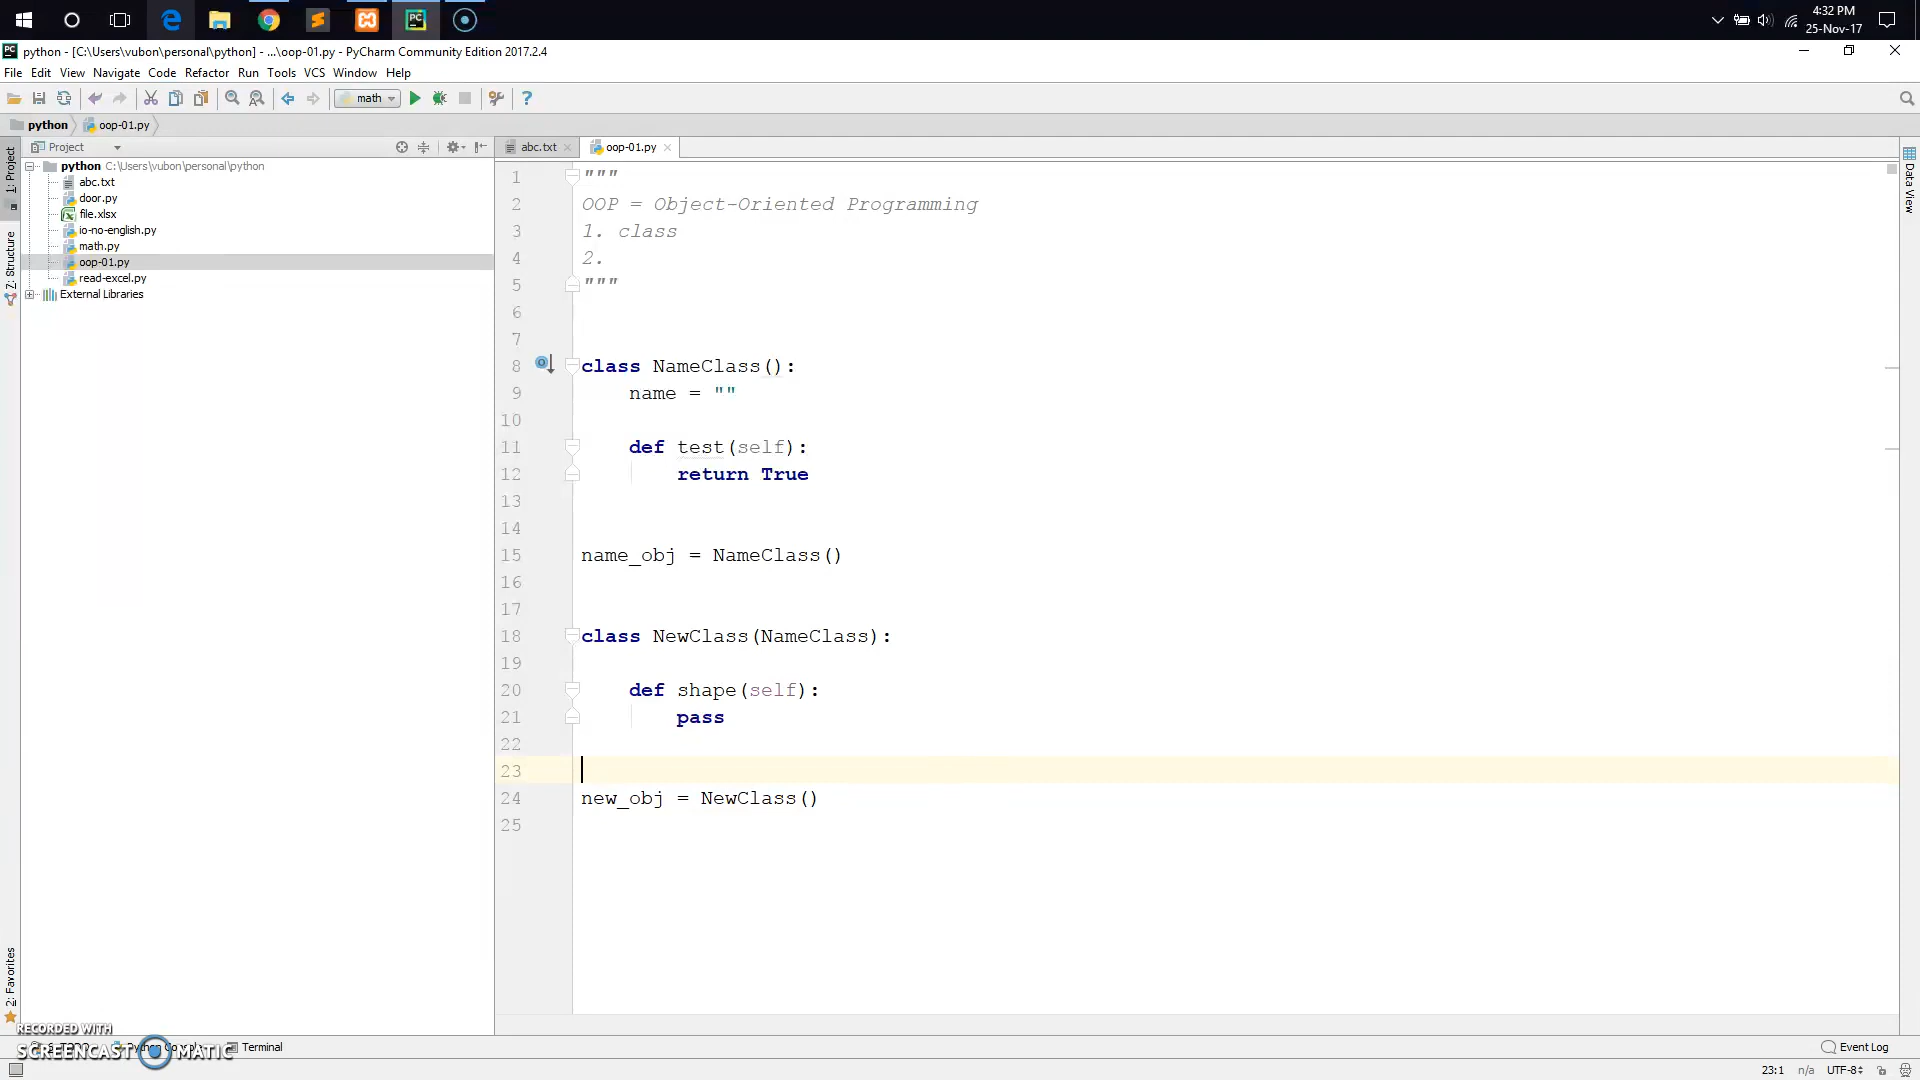 4:32 PM
25-Nov-17
python - [C:\Users\vubon\personal\python] - ...\oop-01.py - PyCharm Community Edition 2017.2.4
File Edit View Navigate Code Refactor Run Tools VCS Window Help
math
python oop-01.py
Project
abc.txt oop-01.py
1: Project
Z: Structure
2: Favorites
Data View
python C:\Users\vubon\personal\python
abc.txt
door.py
file.xlsx
io-no-english.py
math.py
oop-01.py
read-excel.py
External Libraries
1 """
2 OOP = Object-Oriented Programming
3 1. class
4 2.
5 """
6
7
8 class NameClass():
9 name = ""
10
11 def test(self):
12 return True
13
14
15 name_obj = NameClass()
16
17
18 class NewClass(NameClass):
19
20 def shape(self):
21 pass
22
23
24 new_obj = NewClass()
25
RECORDED WITH
SCREENCAST MATIC
Terminal
Event Log
23:1 n/a UTF-8